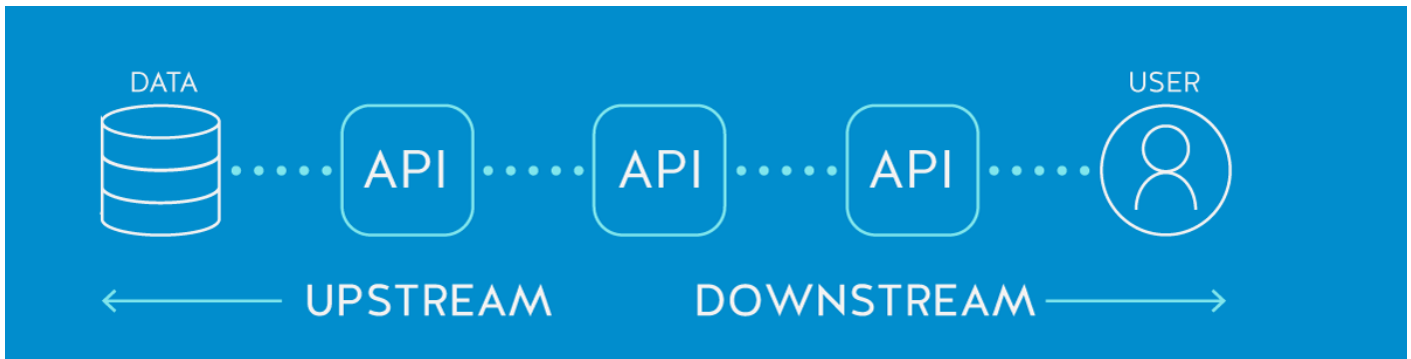 DATA
USER
API
API
API
UPSTREAM
DOWNSTREAM